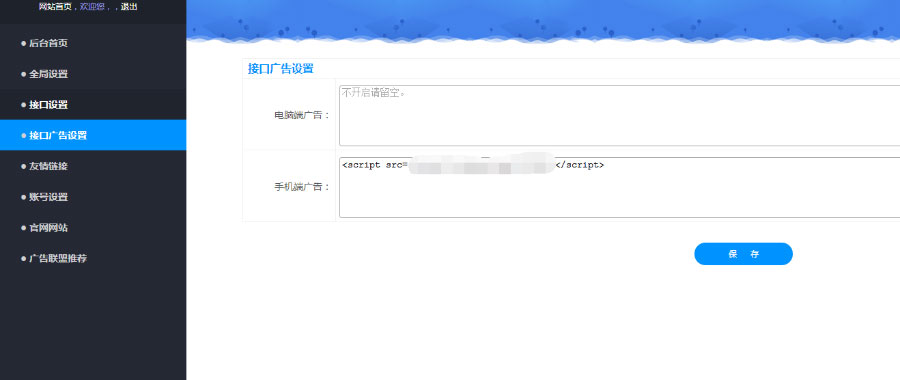 网站首页，欢迎您，，退出
后台首页
全局设置
接口设置
接口广告设置
友情链接
账号设置
官网网站
广告联盟推荐
接口广告设置
电脑端广告：
不开启请留空。
手机端广告：
<script src= ></script>
保 存